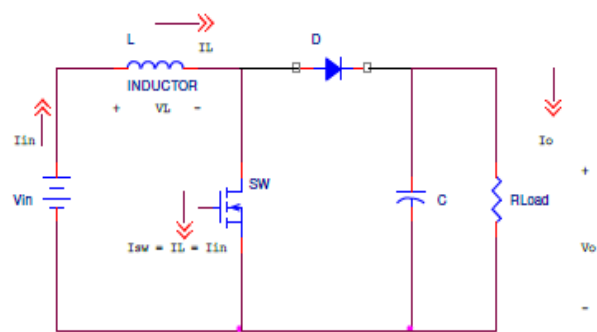 L
IL
D
INDUCTOR
+ VL -
Iin
Io
Vin
SW
C
RLoad
+
Isw = IL = Iin
Vo
-